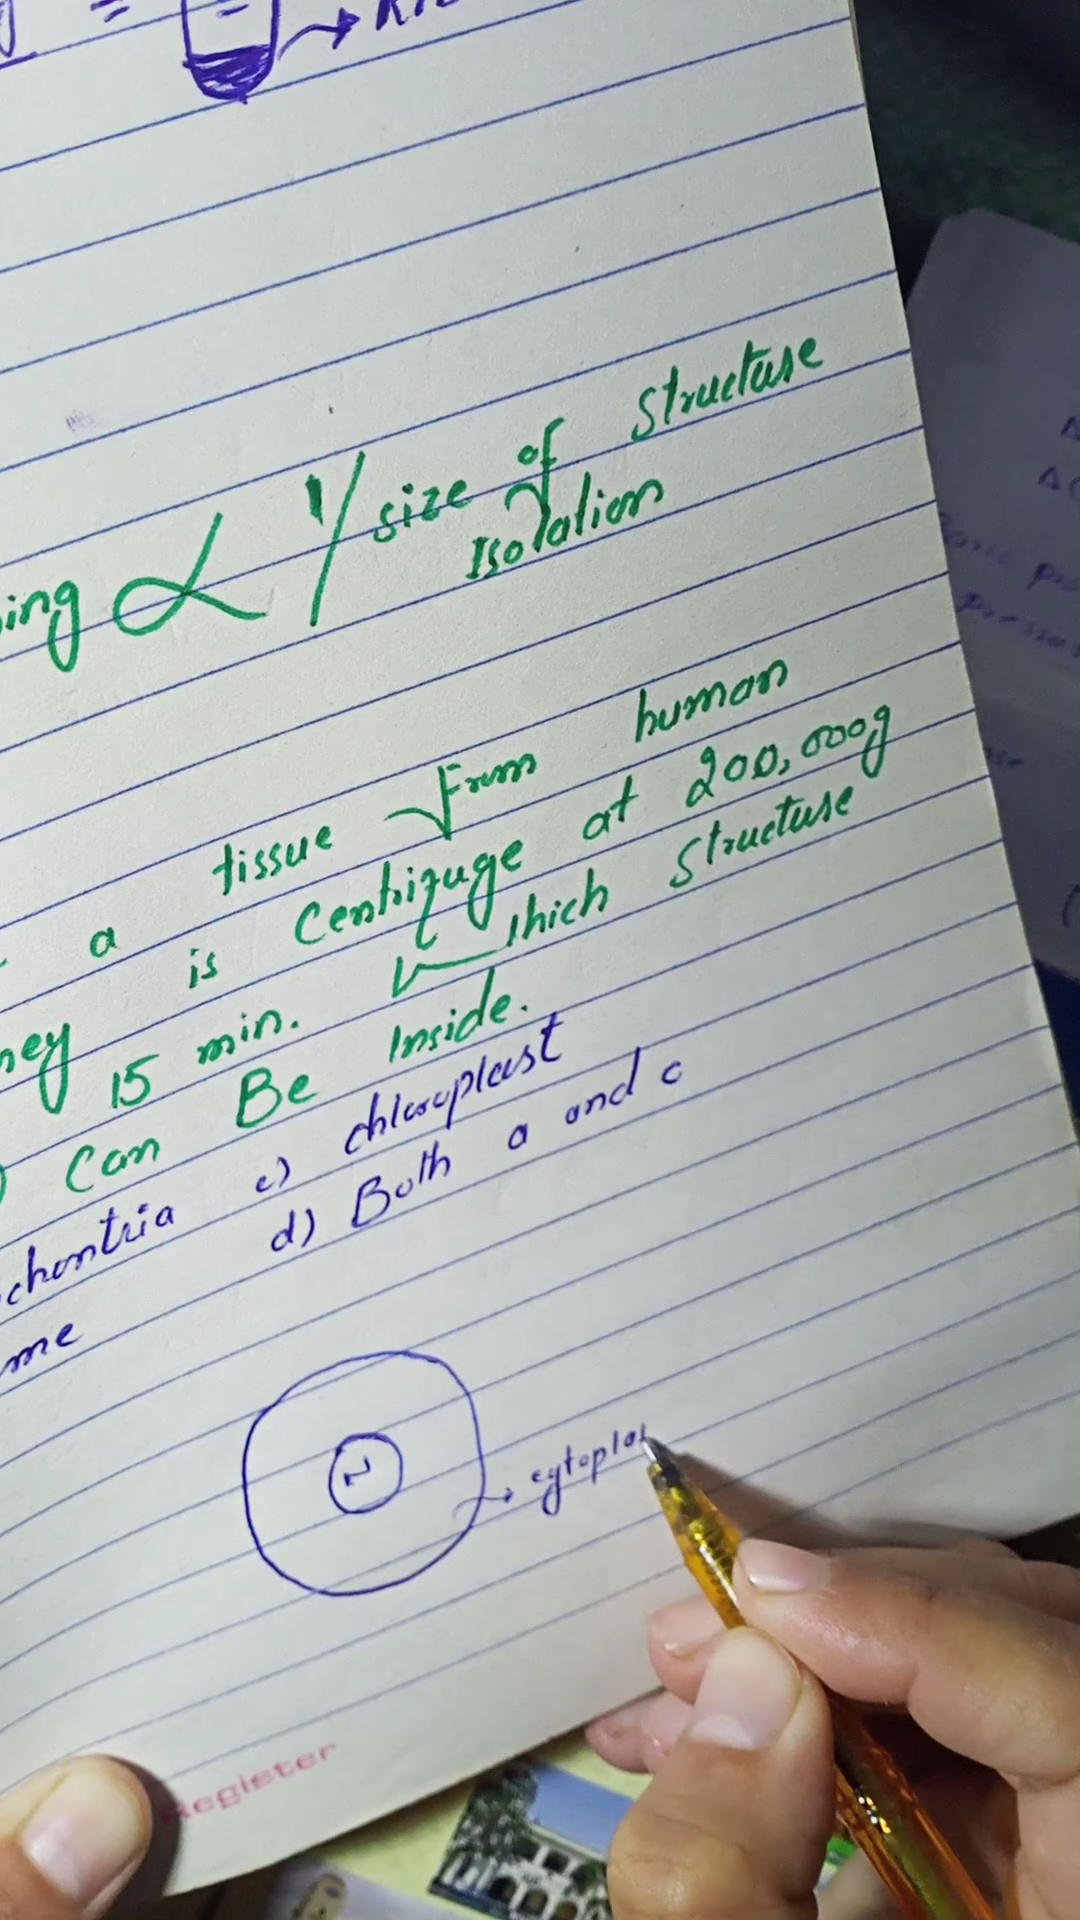 =
ing ∝ 1/size of structure
Isolation
a tissue From human
ney is Centrifuge at 200,000g
15 min. Which Structure
) Can Be Inside.
chontria c) chloroplast
me d) Both a and c
N
→ cytoplas
Register